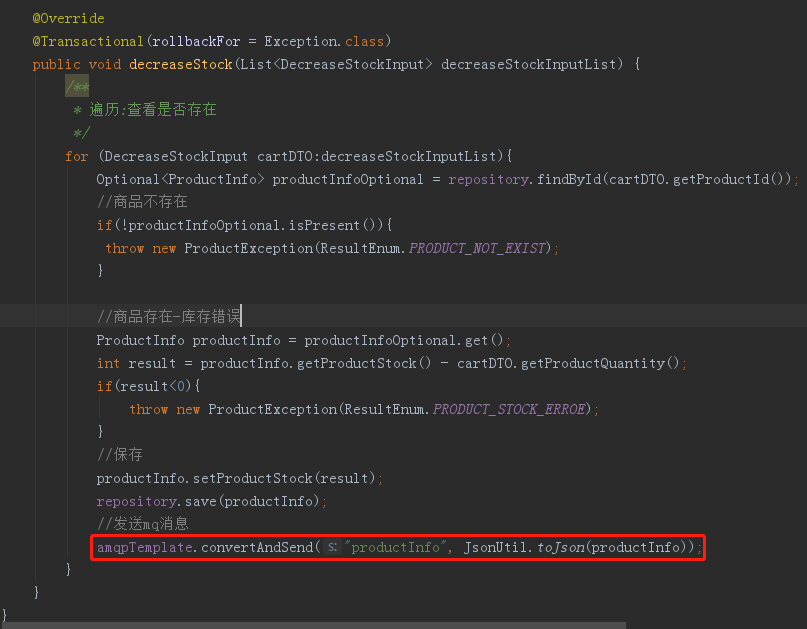 @Override
@Transactional(rollbackFor = Exception.class)
public void decreaseStock(List<DecreaseStockInput> decreaseStockInputList) {
/**
* 遍历:查看是否存在
*/
for (DecreaseStockInput cartDTO:decreaseStockInputList){
Optional<ProductInfo> productInfoOptional = repository.findById(cartDTO.getProductId());
//商品不存在
if(!productInfoOptional.isPresent()){
throw new ProductException(ResultEnum.PRODUCT_NOT_EXIST);
}
//商品存在-库存错误
ProductInfo productInfo = productInfoOptional.get();
int result = productInfo.getProductStock() - cartDTO.getProductQuantity();
if(result<0){
throw new ProductException(ResultEnum.PRODUCT_STOCK_ERROE);
}
//保存
productInfo.setProductStock(result);
repository.save(productInfo);
//发送mq消息
amqpTemplate.convertAndSend( s: "productInfo", JsonUtil.toJson(productInfo));
}
}
}